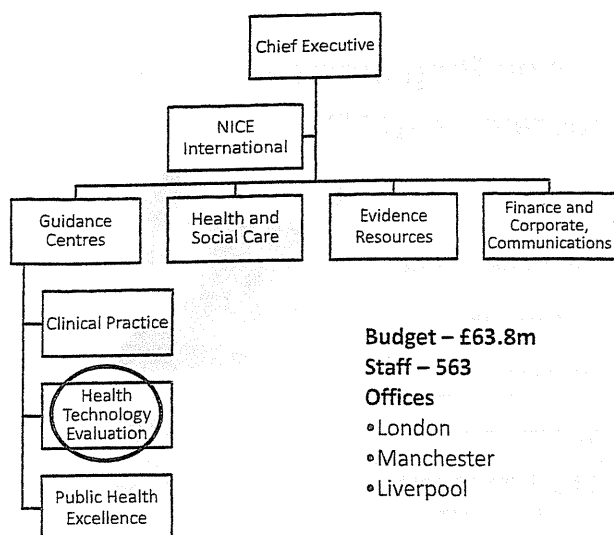 Chief Executive
NICE
International
Guidance
Centres
Health and
Social Care
Evidence
Resources
Finance and
Corporate,
Communications
Clinical Practice
Health
Technology
Evaluation
Public Health
Excellence
Budget – £63.8m
Staff – 563
Offices
•London
•Manchester
•Liverpool